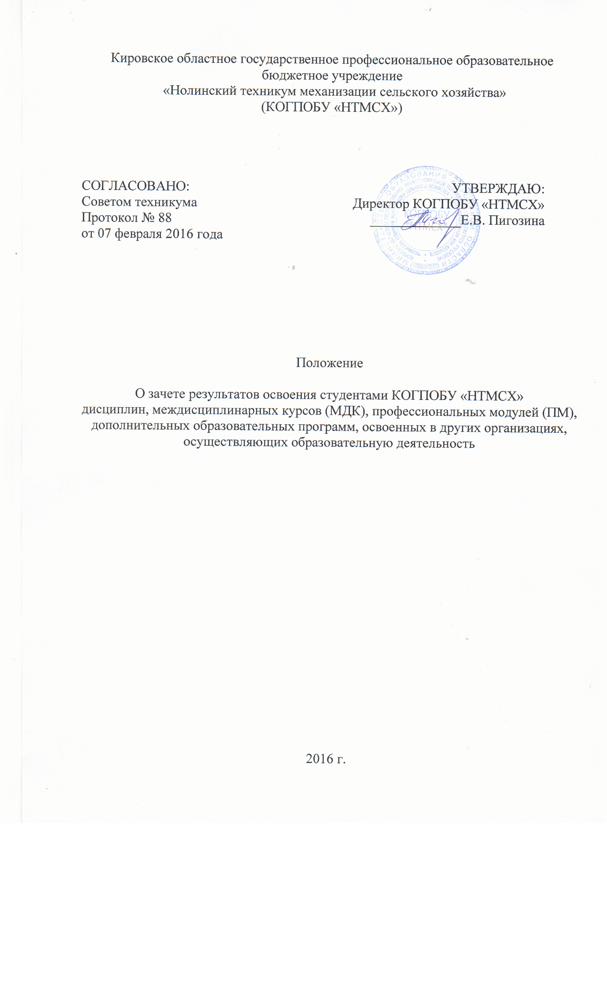 Кировское областное государственное профессиональное образовательное
бюджетное учреждение
«Нолинский техникум механизации сельского хозяйства»
(КОГПОБУ «НТМСХ»)
СОГЛАСОВАНО:
Советом техникума
Протокол № 88
от 07 февраля 2016 года
УТВЕРЖДАЮ:
Директор КОГПОБУ «НТМСХ»
Е.В. Пигозина
КОГПОБУ
"НТМСХ"
Положение
О зачете результатов освоения студентами КОГПОБУ «НТМСХ»
дисциплин, междисциплинарных курсов (МДК), профессиональных модулей (ПМ),
дополнительных образовательных программ, освоенных в других организациях,
осуществляющих образовательную деятельность
2016 г.